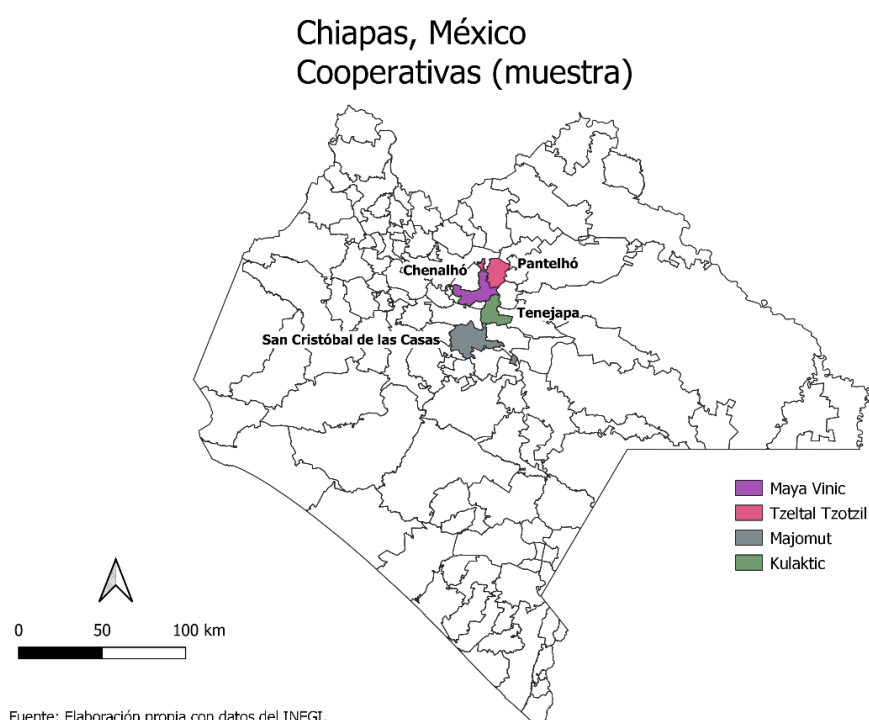 Chiapas, México
Cooperativas (muestra)
Chenalhó
Pantelhó
Tenejapa
San Cristóbal de las Casas
Maya Vinic
Tzeltal Tzotzil
Majomut
Kulaktic
0 50 100 km
Fuente: Elaboración propia con datos del INEGI.